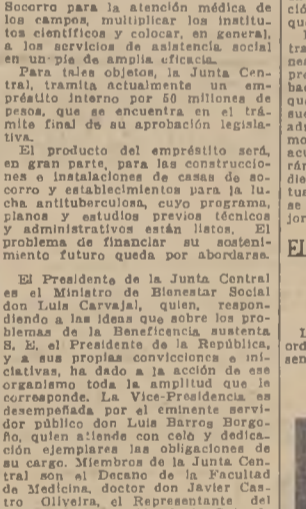 Socorro para la atención médica de
los campos, multiplicar los institu-
tos científicos y colocar, en general,
a los servicios de asistencia social
en un pie de amplia eficacia.
Para tales objetos, la Junta Cen-
tral, tramita actualmente un em-
préstito interno por 50 millones de
pesos, que se encuentra en el trá-
mite final de su aprobación legisla-
tiva.
El producto del empréstito será,
en gran parte, para las construccio-
nes e instalaciones de casas de so-
corro y establecimientos para la lu-
cha antituberculosa, cuyo programa,
planos y estudios previos técnicos
y administrativos están listos. El
problema de financiar su sosteni-
miento futuro queda por abordarse.
El Presidente de la Junta Central
es el Ministro de Bienestar Social
don Luis Carvajal, quien, respon-
diendo a las ideas que sobre los pro-
blemas de la Beneficencia sustenta
S. E. el Presidente de la República,
y a sus propias convicciones e ini-
ciativas, ha dado a la acción de ese
organismo toda la amplitud que le
corresponde. La Vice-Presidencia es
desempeñada por el eminente servi-
dor público don Luis Barros Borgo-
ño, quien atiende con celo y dedica-
ción ejemplares las obligaciones de
su cargo. Miembros de la Junta Cen-
tral son el Decano de la Facultad
de Medicina, doctor don Javier Cas-
tro Oliveira, el Representante del